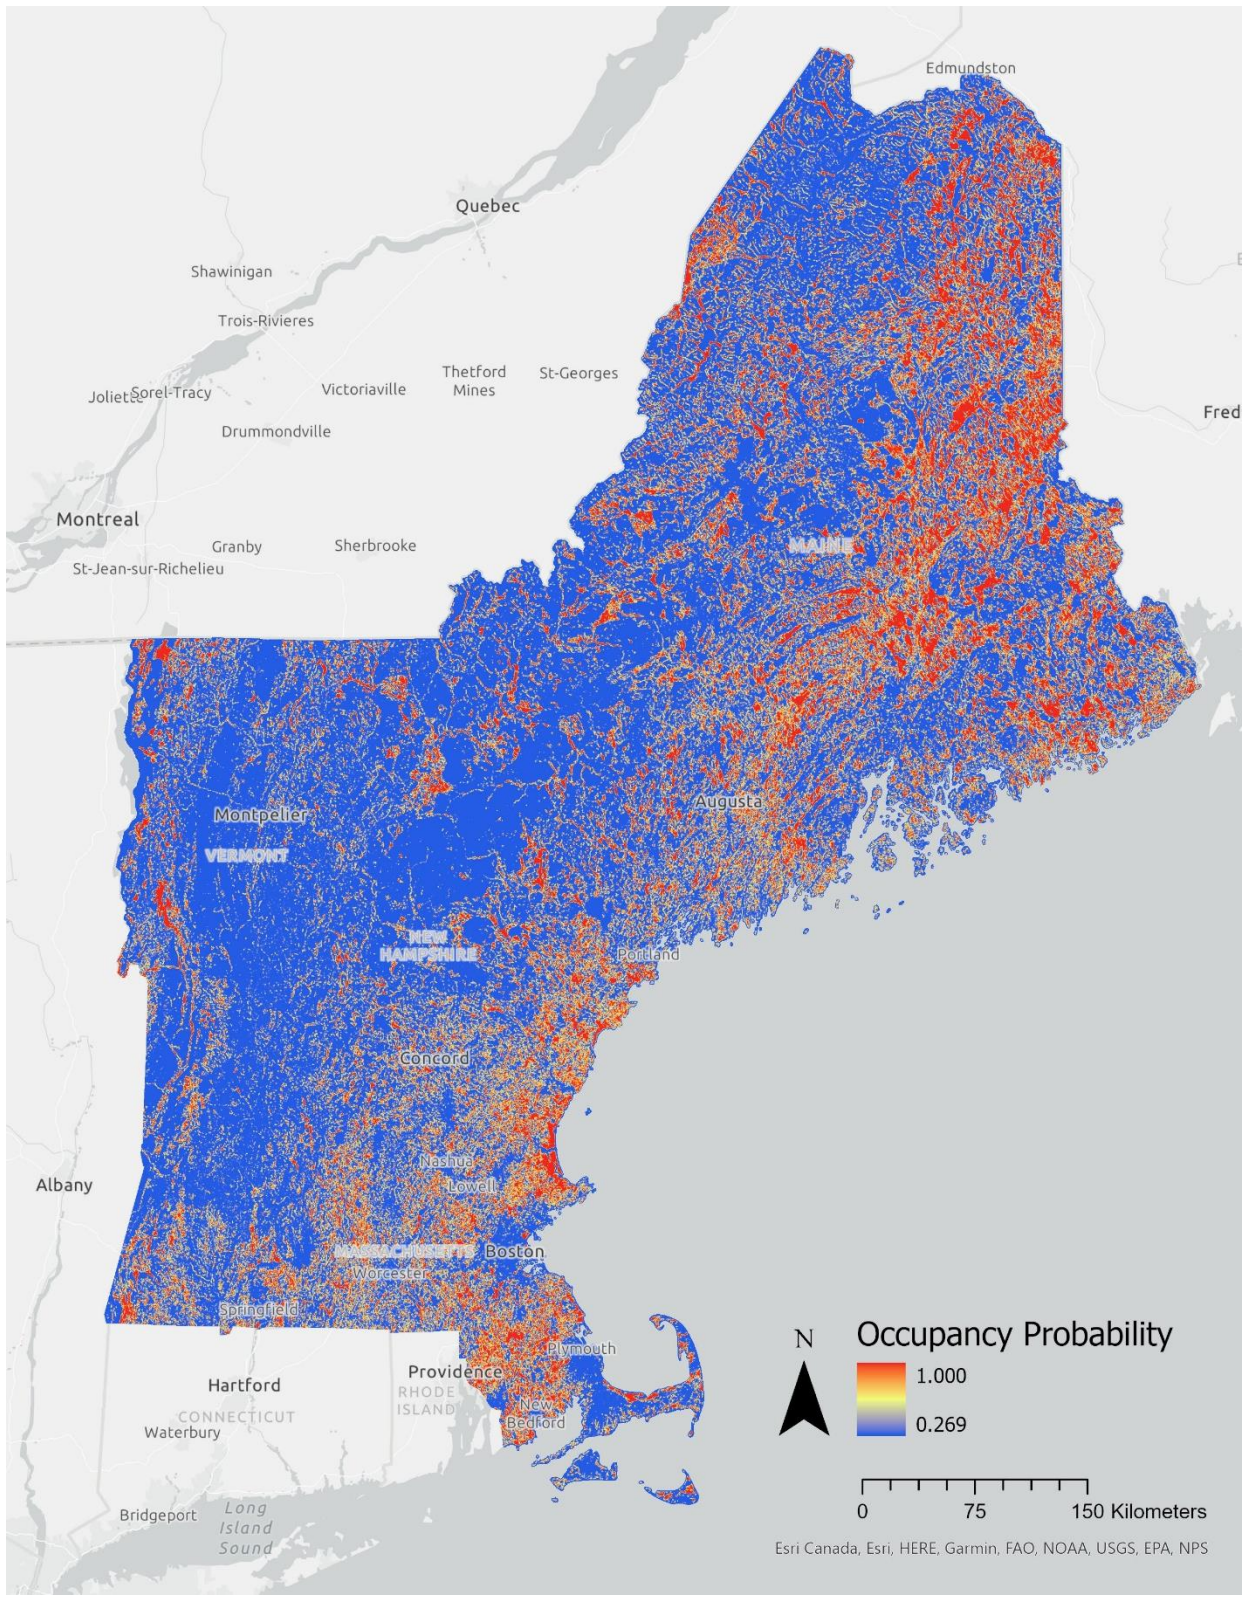 Edmundston
Quebec
Shawinigan
Trois-Rivieres
Thetford
Mines
St-Georges
Joliette
Sorel-Tracy
Victoriaville
Fred
Drummondville
Montreal
Granby
Sherbrooke
MAINE
St-Jean-sur-Richelieu
Augusta
Montpelier
VERMONT
NEW
HAMPSHIRE
Portland
Concord
Nashua
Albany
Lowell
MASSACHUSETTS
Boston
Worcester
Springfield
Plymouth
Providence
Hartford
RHODE
ISLAND
New
Bedford
CONNECTICUT
Waterbury
Bridgeport
Long
Island
Sound
N
Occupancy Probability
1.000
0.269
0 75 150 Kilometers
Esri Canada, Esri, HERE, Garmin, FAO, NOAA, USGS, EPA, NPS